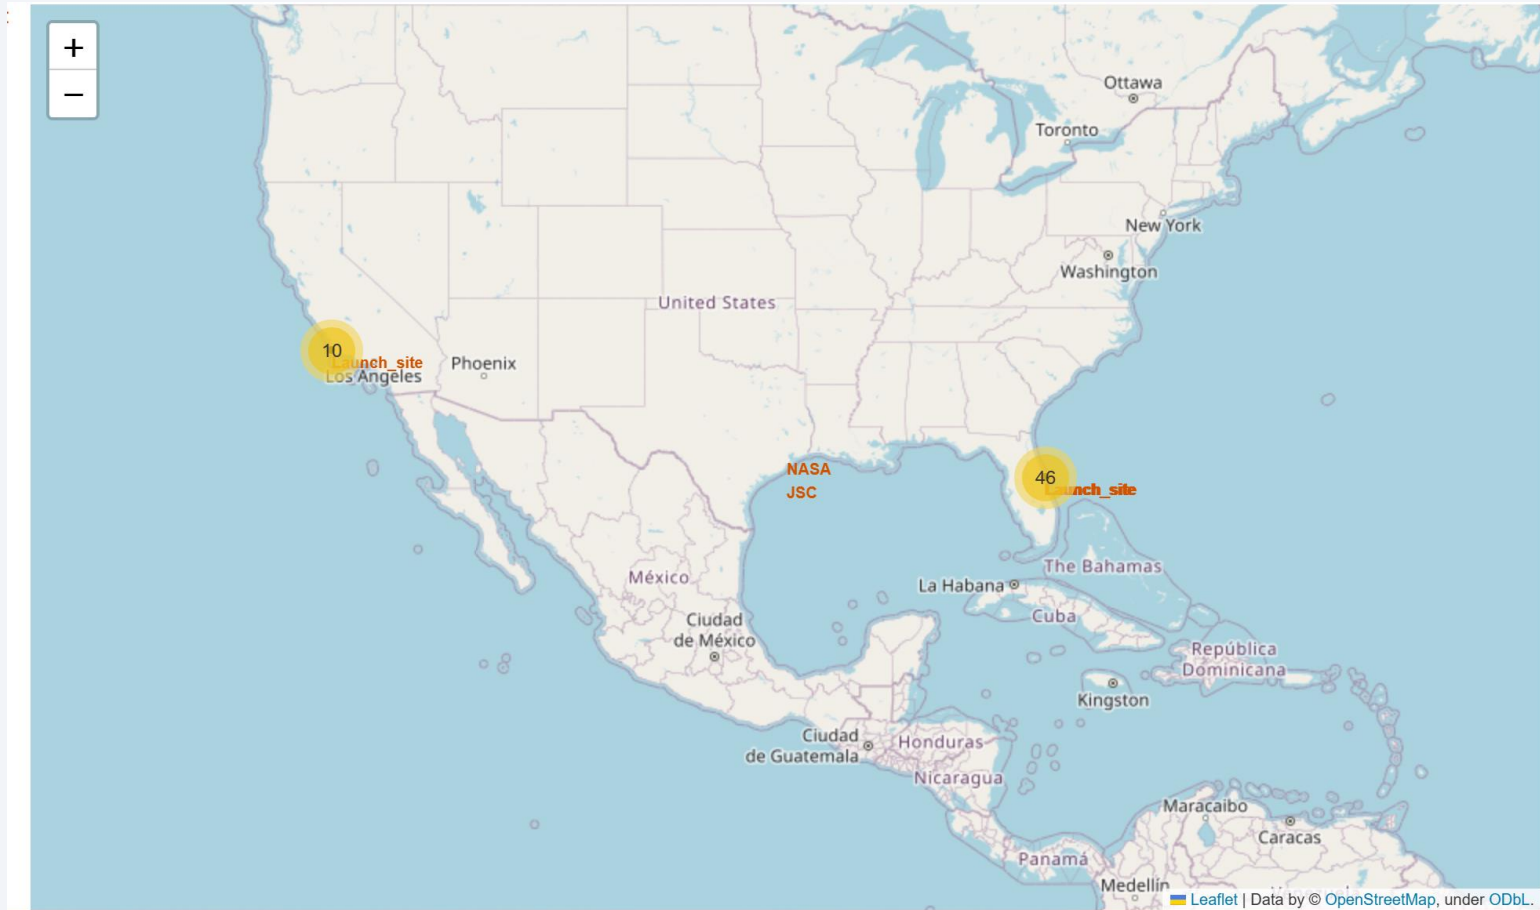 +
−
Ottawa
Toronto
New York
Washington
United States
10
Launch_site
Los Angeles
Phoenix
NASA
JSC
46
Launch_site
The Bahamas
México
La Habana
Cuba
Ciudad
de México
República
Dominicana
Kingston
Ciudad
de Guatemala
Honduras
Nicaragua
Maracaibo
Caracas
Panamá
Medellín
Leaflet | Data by © OpenStreetMap, under ODbL.